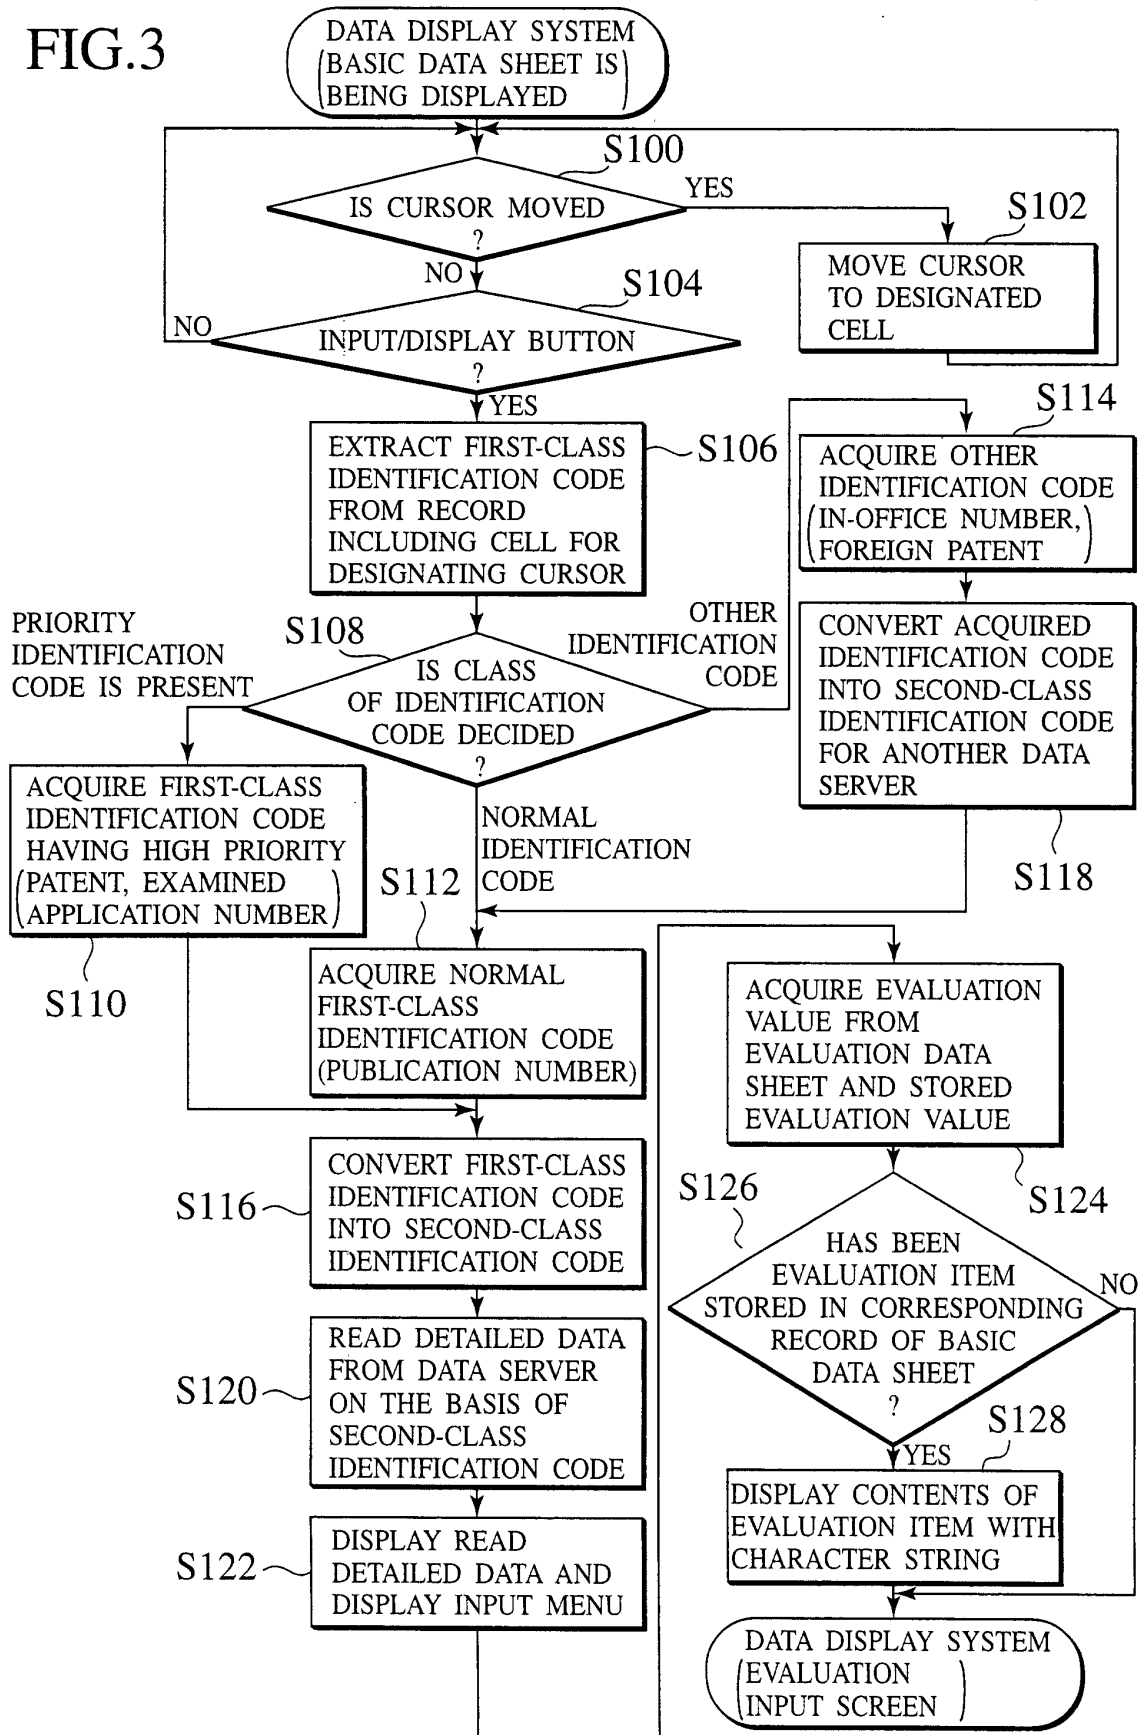 FIG.3
DATA DISPLAY SYSTEM
(BASIC DATA SHEET IS
BEING DISPLAYED)
S100
IS CURSOR MOVED
?
YES
NO
S102
MOVE CURSOR
TO DESIGNATED
CELL
S104
INPUT/DISPLAY BUTTON
?
NO
YES
S106
EXTRACT FIRST-CLASS
IDENTIFICATION CODE
FROM RECORD
INCLUDING CELL FOR
DESIGNATING CURSOR
S114
ACQUIRE OTHER
IDENTIFICATION CODE
(IN-OFFICE NUMBER,
FOREIGN PATENT)
S108
IS CLASS
OF IDENTIFICATION
CODE DECIDED
?
PRIORITY
IDENTIFICATION
CODE IS PRESENT
OTHER
IDENTIFICATION
CODE
NORMAL
IDENTIFICATION
CODE
CONVERT ACQUIRED
IDENTIFICATION CODE
INTO SECOND-CLASS
IDENTIFICATION CODE
FOR ANOTHER DATA
SERVER
S118
ACQUIRE FIRST-CLASS
IDENTIFICATION CODE
HAVING HIGH PRIORITY
(PATENT, EXAMINED
APPLICATION NUMBER)
S110
S112
ACQUIRE NORMAL
FIRST-CLASS
IDENTIFICATION CODE
(PUBLICATION NUMBER)
S116
CONVERT FIRST-CLASS
IDENTIFICATION CODE
INTO SECOND-CLASS
IDENTIFICATION CODE
S120
READ DETAILED DATA
FROM DATA SERVER
ON THE BASIS OF
SECOND-CLASS
IDENTIFICATION CODE
S122
DISPLAY READ
DETAILED DATA AND
DISPLAY INPUT MENU
ACQUIRE EVALUATION
VALUE FROM
EVALUATION DATA
SHEET AND STORED
EVALUATION VALUE
S124
S126
HAS BEEN
EVALUATION ITEM
STORED IN CORRESPONDING
RECORD OF BASIC
DATA SHEET
?
NO
YES
S128
DISPLAY CONTENTS OF
EVALUATION ITEM WITH
CHARACTER STRING
DATA DISPLAY SYSTEM
(EVALUATION
INPUT SCREEN)